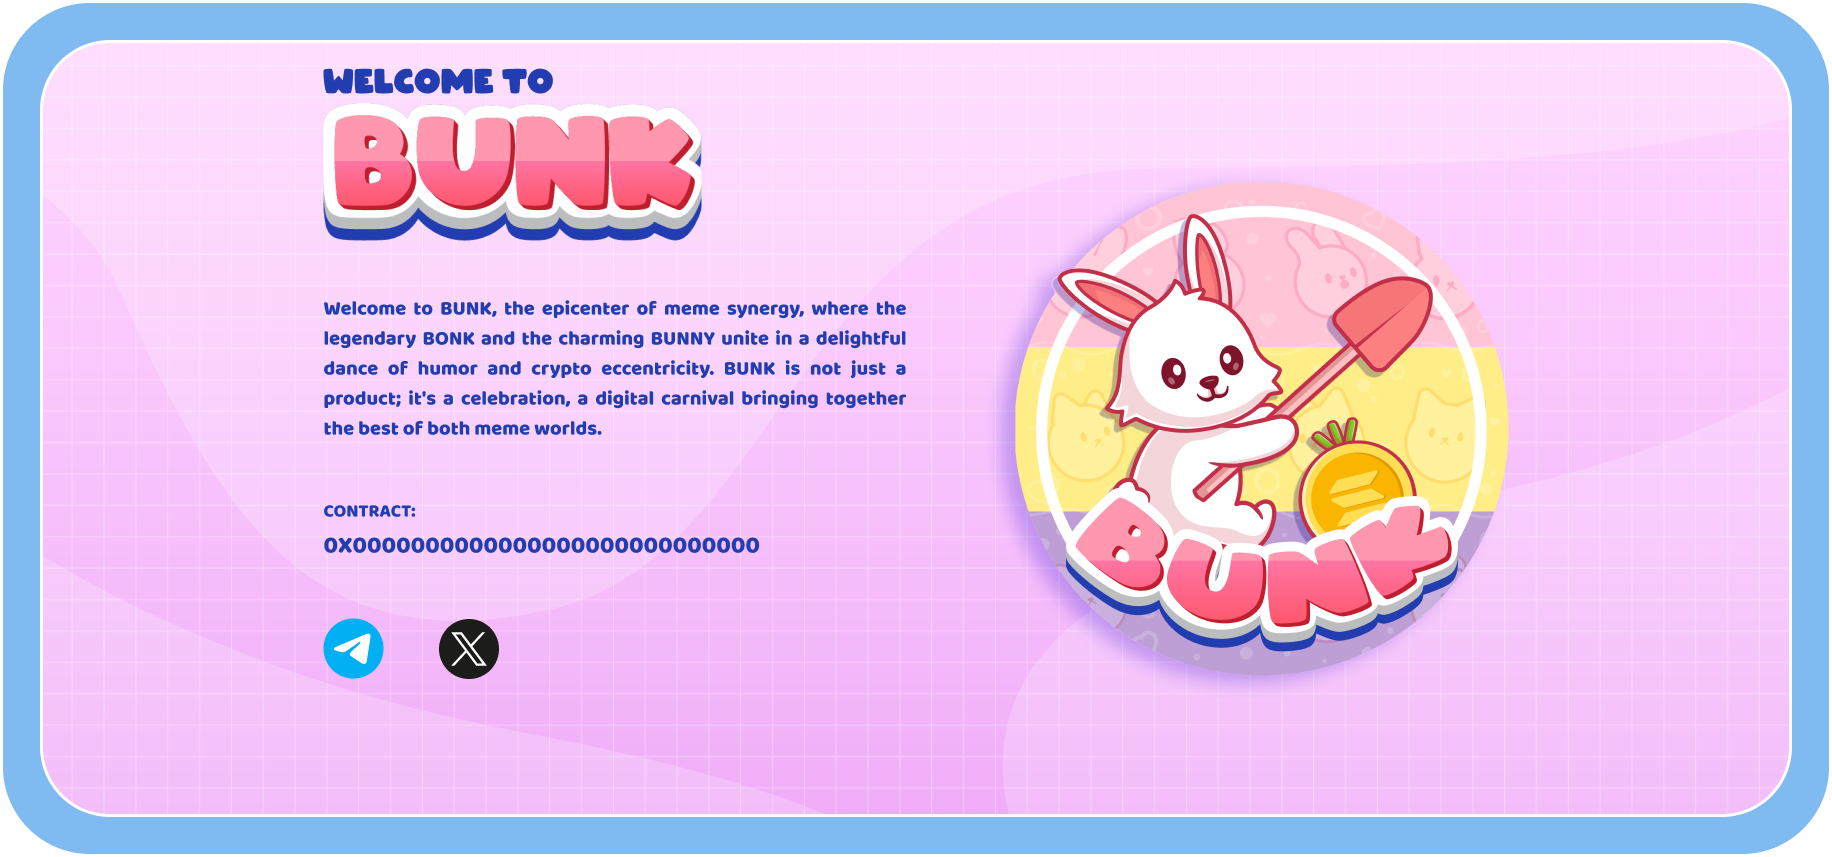 WELCOME TO
BUNK
Welcome to BUNK, the epicenter of meme synergy, where the
legendary BONK and the charming BUNNY unite in a delightful
dance of humor and crypto eccentricity. BUNK is not just a
product; it's a celebration, a digital carnival bringing together
the best of both meme worlds.
CONTRACT:
0X0000000000000000000000000000
BUNK